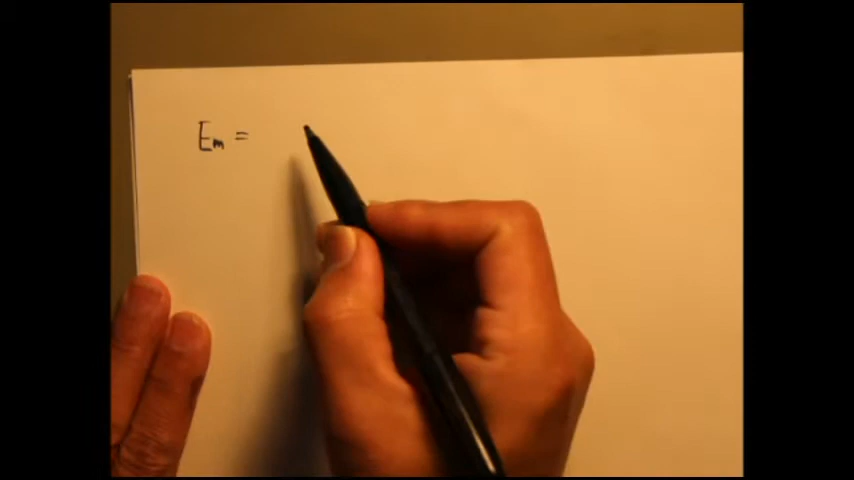 Em =